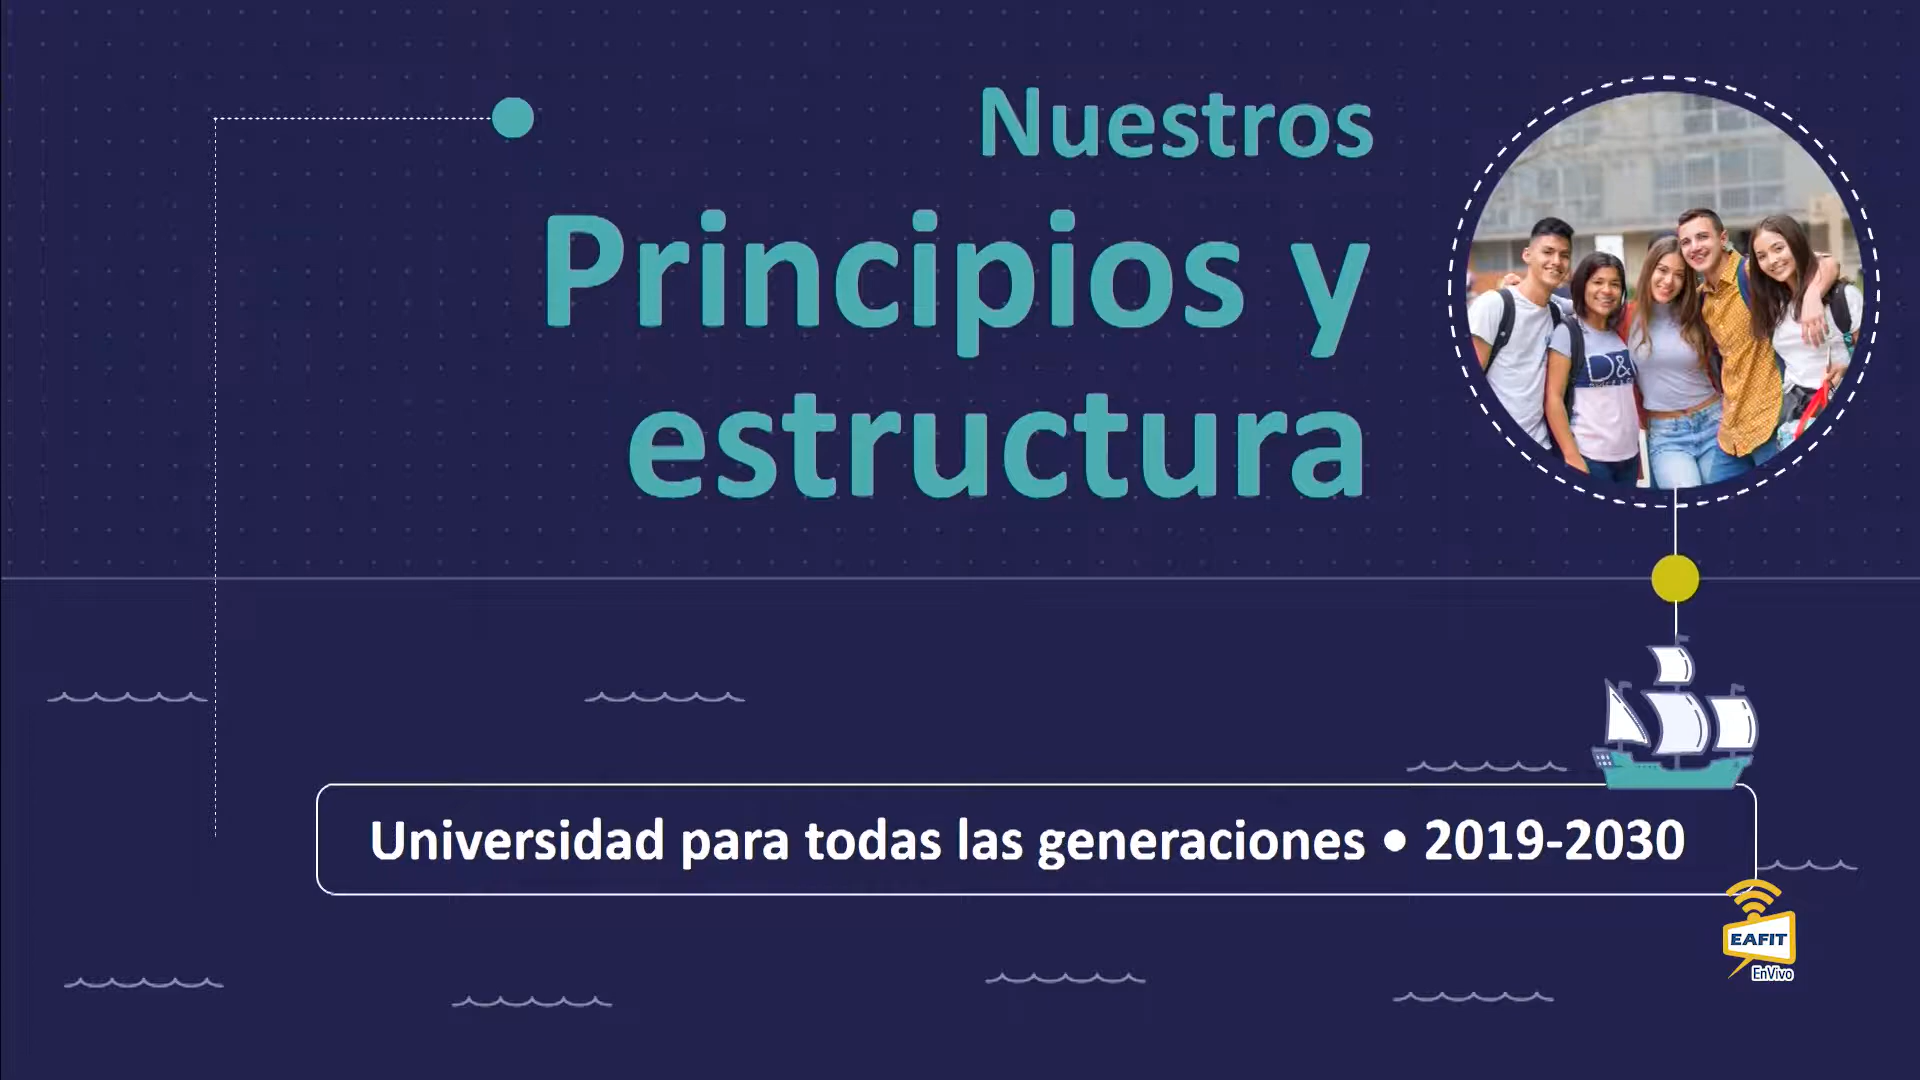 Nuestros
Principios y
estructura
D&
Universidad para todas las generaciones • 2019-2030
EAFIT
EnVivo